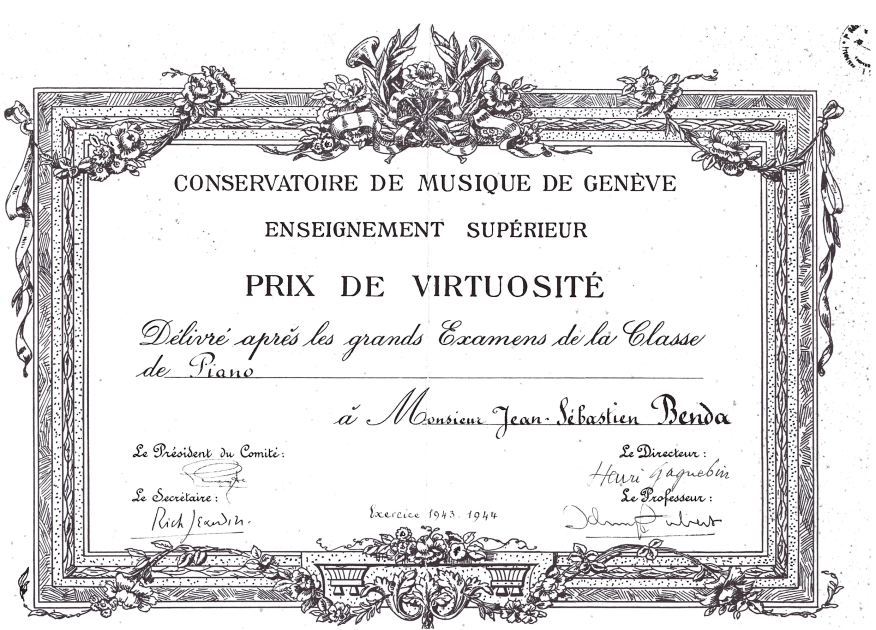 CONSERVATOIRE DE MUSIQUE DE GENÈVE
ENSEIGNEMENT SUPÉRIEUR
PRIX DE VIRTUOSITÉ
Délivré après les grands Examens de la Classe
de Piano
à Monsieur Jean-Sébastien Benda
Le Président du Comité:
Le Directeur:
Henri Gagnebin
Le Secrétaire:
Le Professeur:
Rich
Exercice 1943-1944